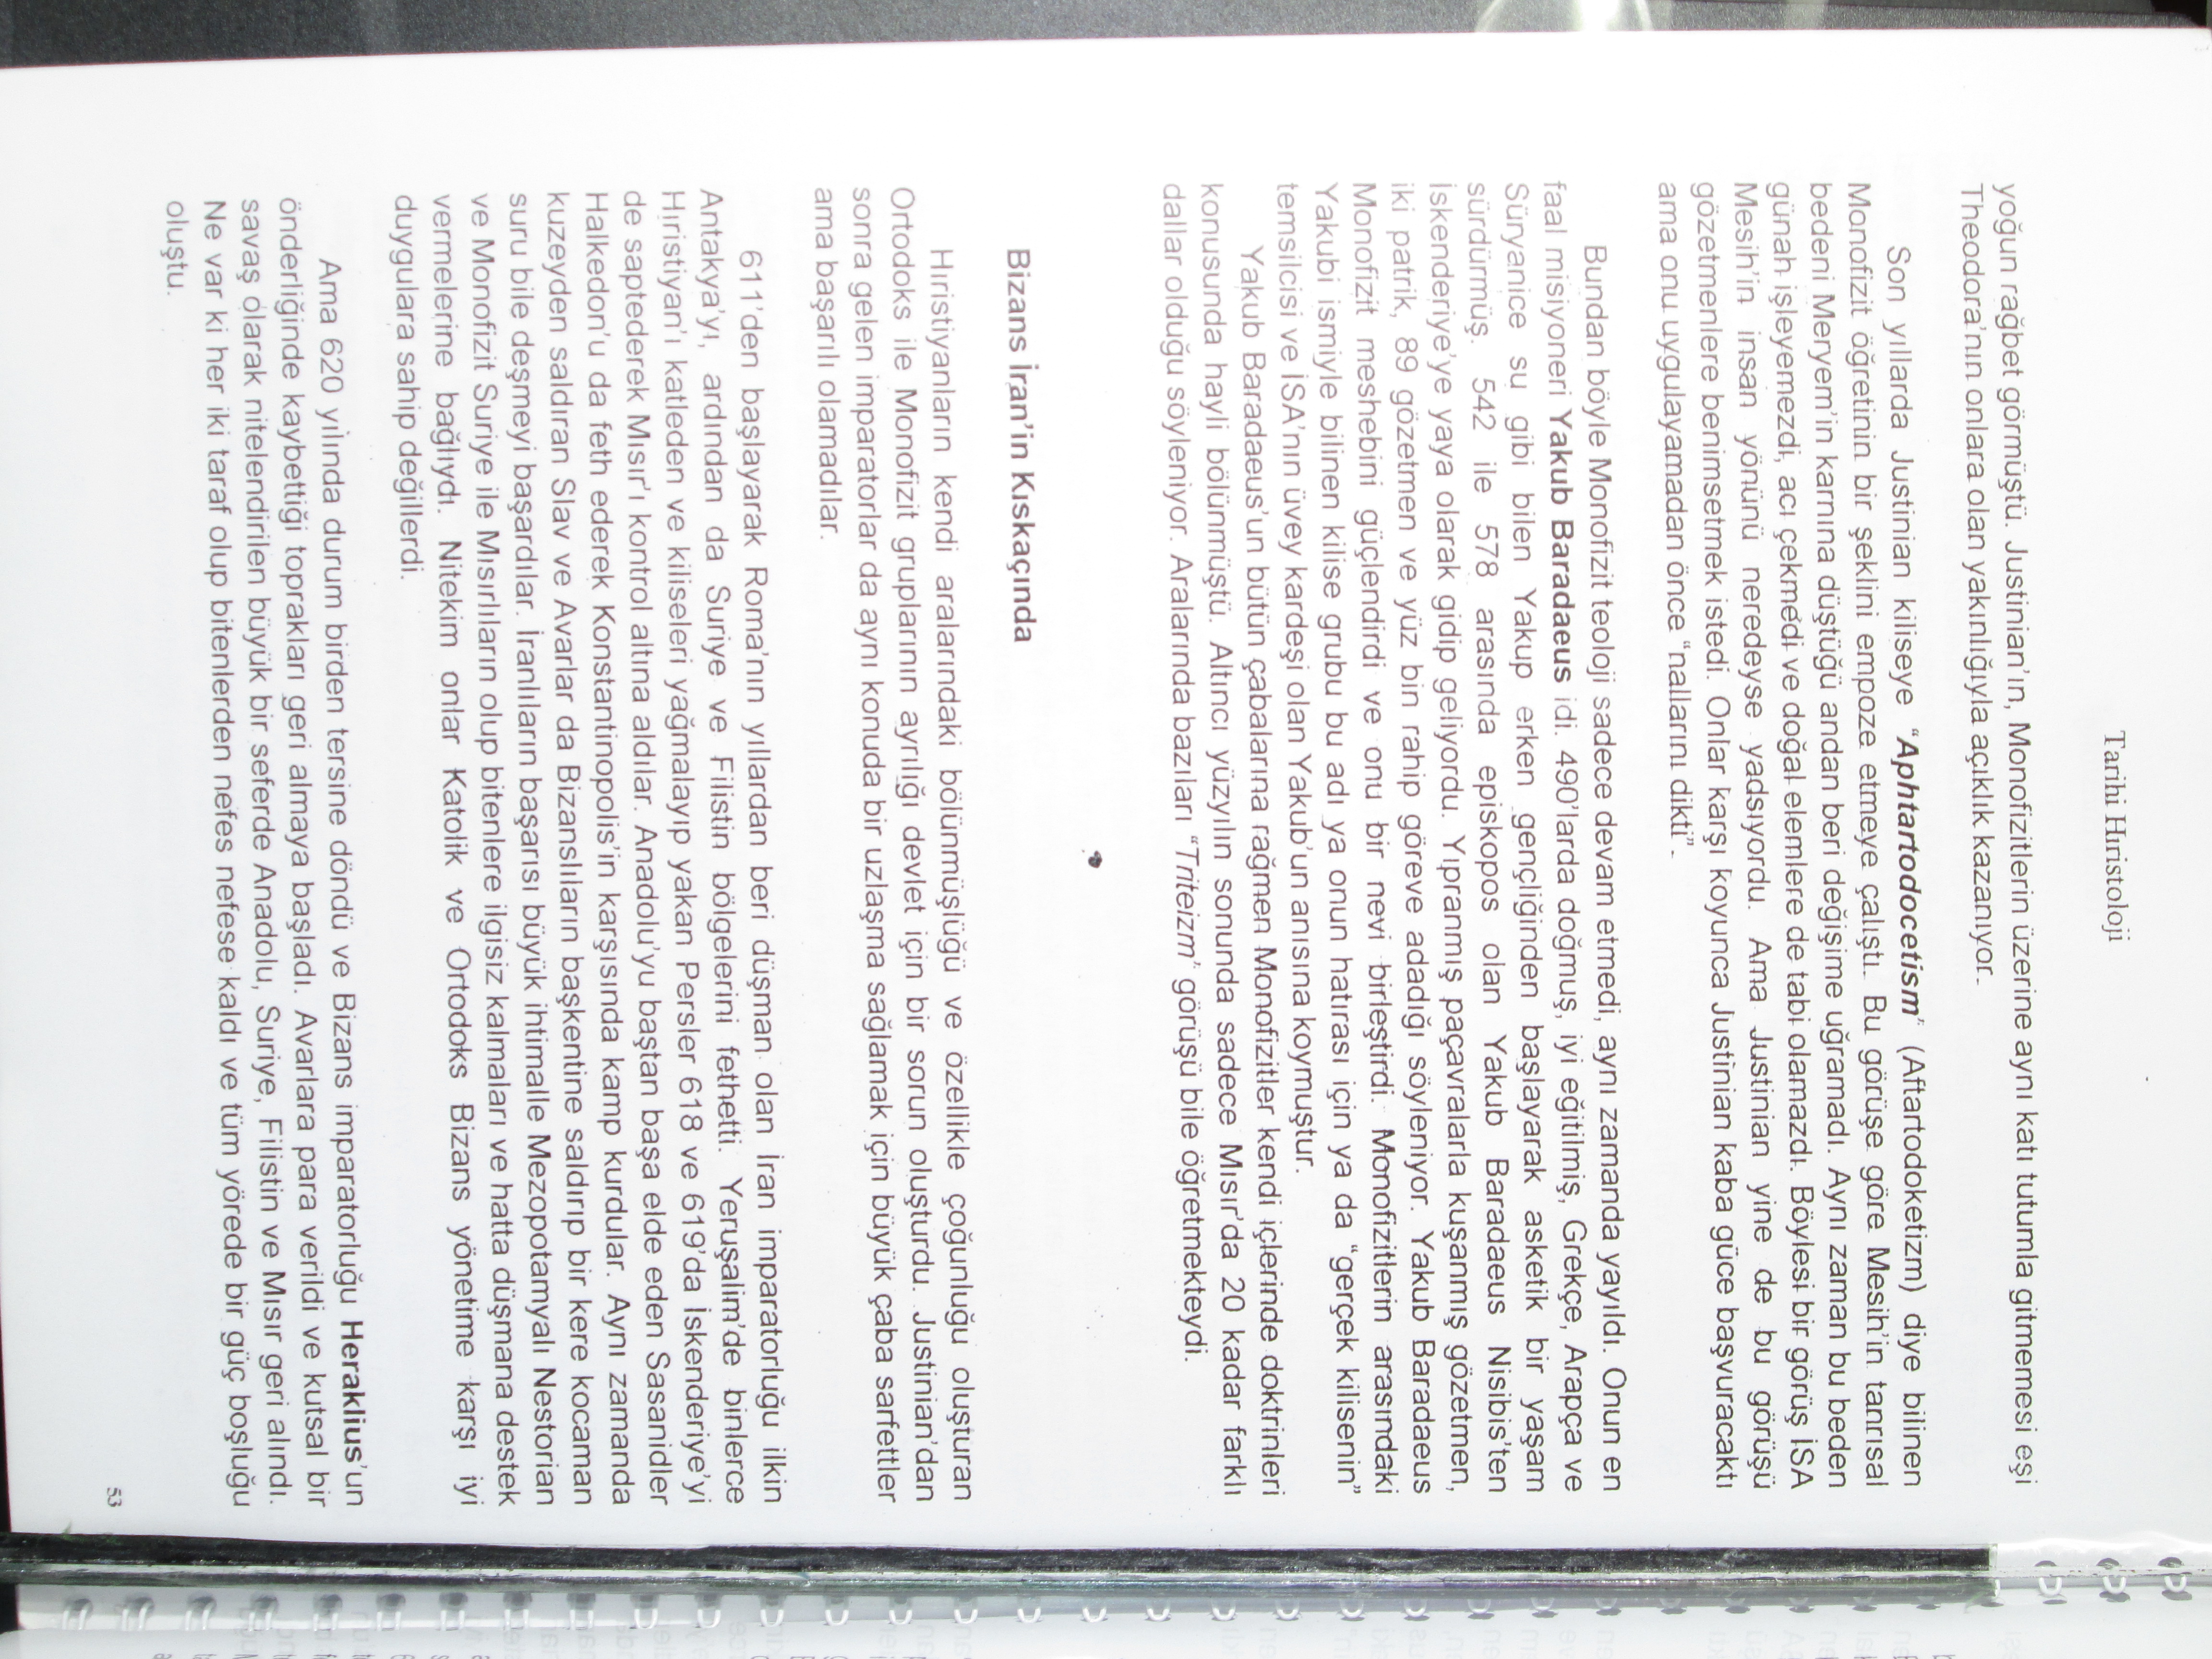 Tarihi Hıristoloji
yoğun rağbet görmüştü. Justinian'ın, Monofizitlerin üzerine aynı katı tutumla gitmemesi eşi
Theodora'nın onlara olan yakınlığıyla açıklık kazanıyor.
Son yıllarda Justinian kiliseye “Aphtartodocetism” (Aftartodoketizm) diye bilinen
Monofizit öğretinin bir şeklini empoze etmeye çalıştı. Bu görüşe göre Mesih'in tanrısal
bedeni Meryem'in karnına düştüğü andan beri değişime uğramadı. Aynı zaman bu beden
günah işleyemezdi, acı çekmedi ve doğal elemlere de tabi olamazdı. Böylesi bir görüş İSA
Mesih'in insan yönünü neredeyse yadsıyordu. Ama Justinian yine de bu görüşü
gözetmenlere benimsetmek istedi. Onlar karşı koyunca Justinian kaba güce başvuracaktı
ama onu uygulayamadan önce “nallarını dikti”.
Bundan böyle Monofizit teoloji sadece devam etmedi, aynı zamanda yayıldı. Onun en
faal misiyoneri Yakub Baradaeus idi. 490'larda doğmuş, iyi eğitilmiş, Grekçe, Arapça ve
Süryanice su gibi bilen Yakup erken gençliğinden başlayarak asketik bir yaşam
sürdürmüş. 542 ile 578 arasında episkopos olan Yakub Baradaeus Nisibis'ten
İskenderiye'ye yaya olarak gidip geliyordu. Yıpranmış paçavralarla kuşanmış gözetmen,
iki patrik, 89 gözetmen ve yüz bin rahip göreve adadığı söyleniyor. Yakub Baradaeus
Monofizit meshebini güçlendirdi ve onu bir nevi birleştirdi. Monofizitlerin arasındaki
Yakubi ismiyle bilinen kilise grubu bu adı ya onun hatırası için ya da “gerçek kilisenin”
temsilcisi ve İSA'nın üvey kardeşi olan Yakub'un anısına koymuştur.
Yakub Baradaeus'un bütün çabalarına rağmen Monofizitler kendi içlerinde doktrinleri
konusunda hayli bölünmüştü. Altıncı yüzyılın sonunda sadece Mısır'da 20 kadar farklı
dallar olduğu söyleniyor. Aralarında bazıları “Triteizm” görüşü bile öğretmekteydi.
Bizans İran'in Kıskaçında
Hıristiyanların kendi aralarındaki bölünmüşlüğü ve özellikle çoğunluğu oluşturan
Ortodoks ile Monofizit gruplarının ayrılığı devlet için bir sorun oluşturdu. Justinian'dan
sonra gelen imparatorlar da aynı konuda bir uzlaşma sağlamak için büyük çaba sarfettler
ama başarılı olamadılar.
611'den başlayarak Roma'nın yıllardan beri düşman olan İran imparatorluğu ilkin
Antakya'yı, ardından da Suriye ve Filistin bölgelerini fethetti. Yeruşalim'de binlerce
Hıristiyan'ı katleden ve kiliseleri yağmalayıp yakan Persler 618 ve 619'da İskenderiye'yi
de saptederek Mısır'ı kontrol altına aldılar. Anadolu'yu baştan başa elde eden Sasanidler
Halkedon'u da feth ederek Konstantinopolis'in karşısında kamp kurdular. Aynı zamanda
kuzeyden saldıran Slav ve Avarlar da Bizanslıların başkentine saldırıp bir kere kocaman
suru bile deşmeyi başardılar. İranlıların başarısı büyük ihtimalle Mezopotamyalı Nestorian
ve Monofizit Suriye ile Mısırlıların olup bitenlere ilgisiz kalmaları ve hatta düşmana destek
vermelerine bağlıydı. Nitekim onlar Katolik ve Ortodoks Bizans yönetime karşı iyi
duygulara sahip değillerdi.
Ama 620 yılında durum birden tersine döndü ve Bizans imparatorluğu Heraklius'un
önderliğinde kaybettiği toprakları geri almaya başladı. Avarlara para verildi ve kutsal bir
savaş olarak nitelendirilen büyük bir seferde Anadolu, Suriye, Filistin ve Mısır geri alındı.
Ne var ki her iki taraf olup bitenlerden nefes nefese kaldı ve tüm yörede bir güç boşluğu
oluştu.
53